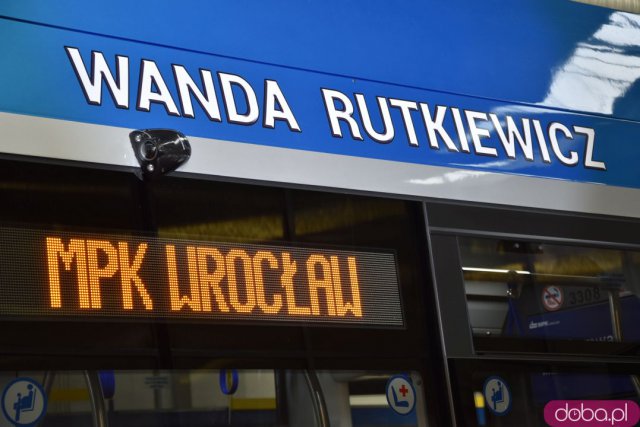 WANDA RUTKIEWICZ
MPK WROCŁAW
3308
doba.pl